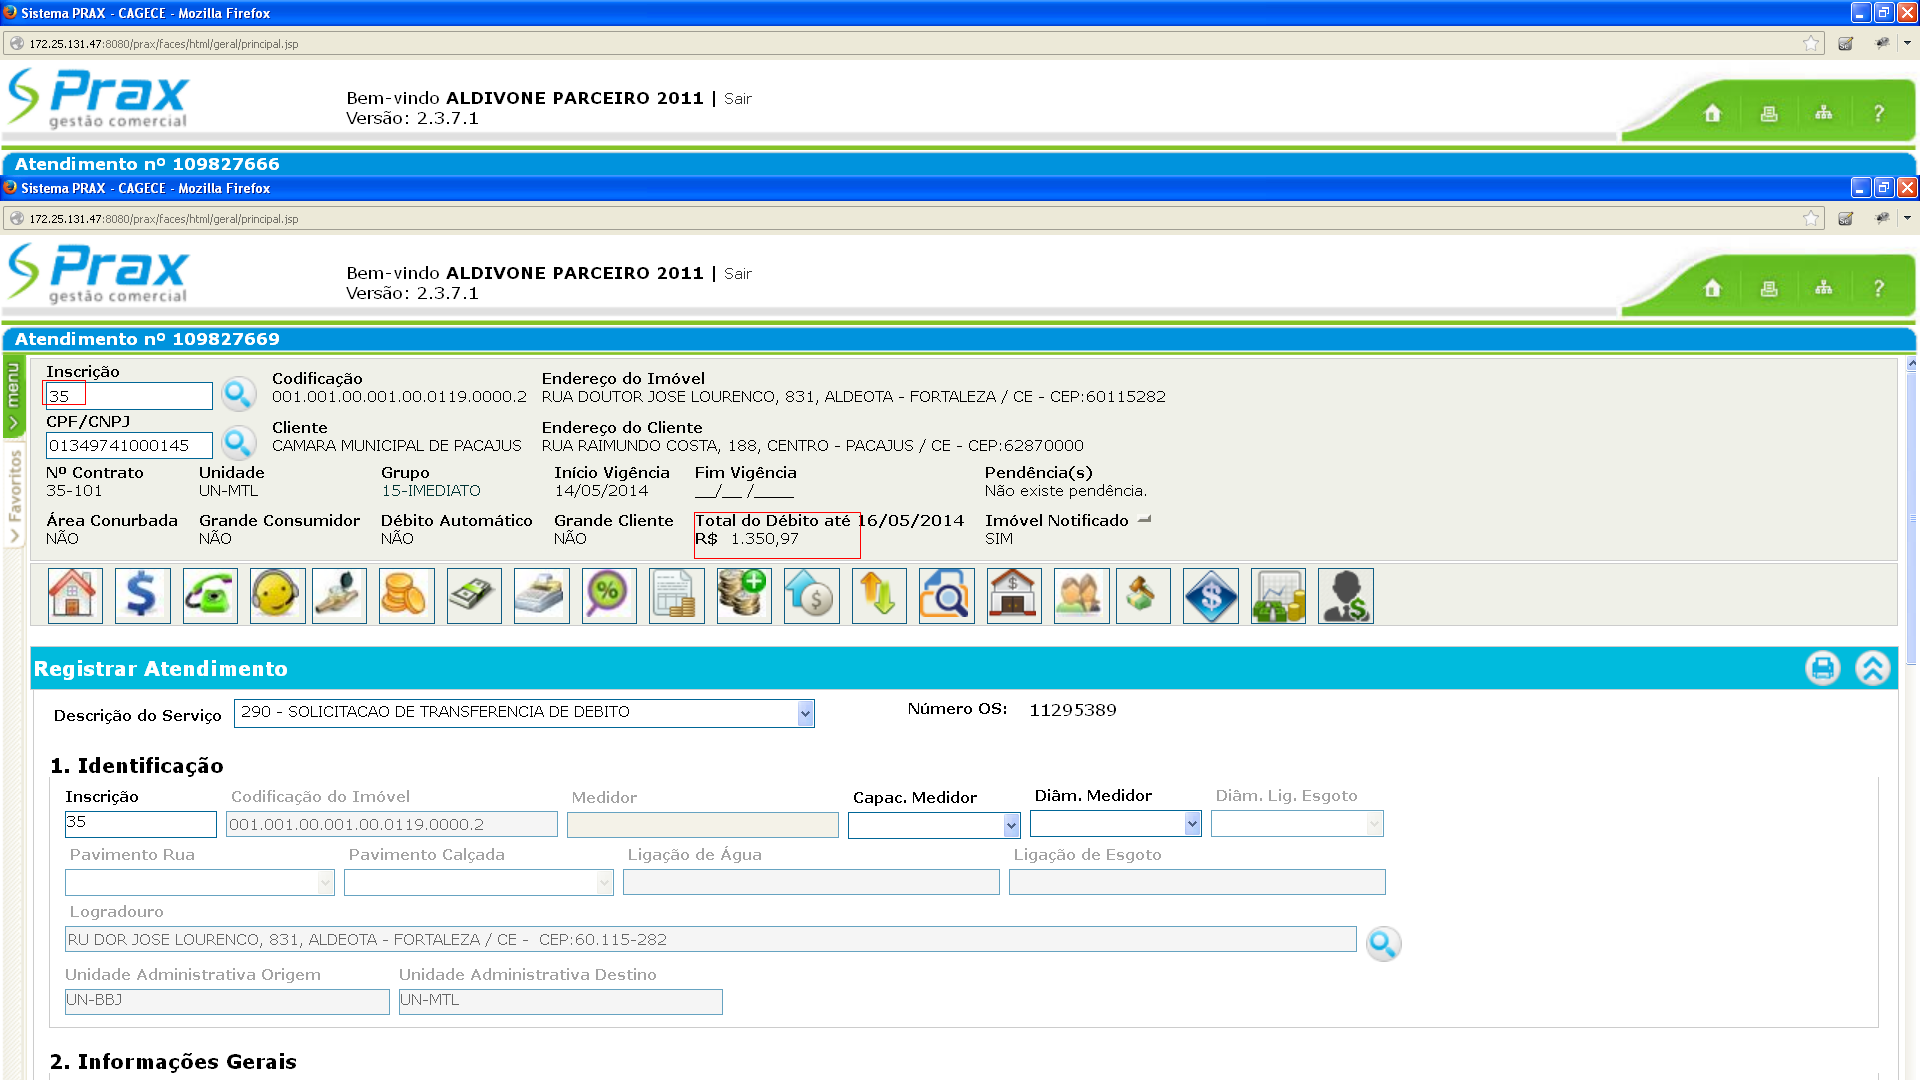 Sistema PRAX - CAGECE - Mozilla Firefox
172.25.131.47:8080/prax/faces/html/geral/principal.jsp
Prax
gestão comercial
Bem-vindo ALDIVONE PARCEIRO 2011 | Sair
Versão: 2.3.7.1
?
Atendimento nº 109827666
Sistema PRAX - CAGECE - Mozilla Firefox
172.25.131.47:8080/prax/faces/html/geral/principal.jsp
Prax
gestão comercial
Bem-vindo ALDIVONE PARCEIRO 2011 | Sair
Versão: 2.3.7.1
?
Atendimento nº 109827669
menu
Favoritos
Inscrição
35
Codificação
001.001.00.001.00.0119.0000.2
Endereço do Imóvel
RUA DOUTOR JOSE LOURENCO, 831, ALDEOTA - FORTALEZA / CE - CEP:60115282
CPF/CNPJ
01349741000145
Cliente
CAMARA MUNICIPAL DE PACAJUS
Endereço do Cliente
RUA RAIMUNDO COSTA, 188, CENTRO - PACAJUS / CE - CEP:62870000
Nº Contrato Unidade Grupo Início Vigência Fim Vigência Pendência(s)
35-101 UN-MTL 15-IMEDIATO 14/05/2014 __/__ /____ Não existe pendência.
Área Conurbada Grande Consumidor Débito Automático Grande Cliente Total do Débito até 16/05/2014 Imóvel Notificado
NÃO NÃO NÃO NÃO R$ 1.350,97 SIM
Registrar Atendimento
Descrição do Serviço 290 - SOLICITACAO DE TRANSFERENCIA DE DEBITO Número OS: 11295389
1. Identificação
Inscrição Codificação do Imóvel Medidor Capac. Medidor Diâm. Medidor Diâm. Lig. Esgoto
35 001.001.00.001.00.0119.0000.2
Pavimento Rua Pavimento Calçada Ligação de Água Ligação de Esgoto
Logradouro
RU DOR JOSE LOURENCO, 831, ALDEOTA - FORTALEZA / CE - CEP:60.115-282
Unidade Administrativa Origem Unidade Administrativa Destino
UN-BBJ UN-MTL
2. Informações Gerais